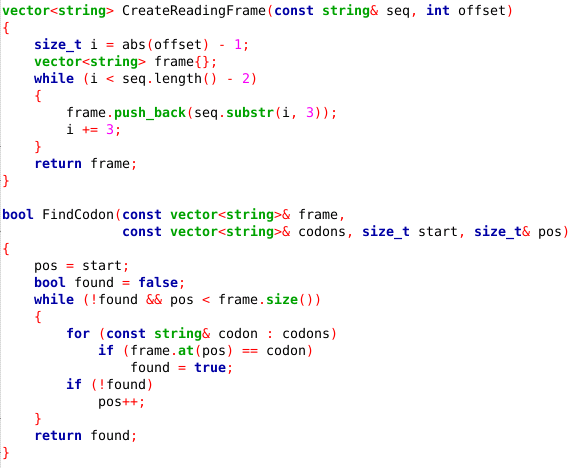 vector<string> CreateReadingFrame(const string& seq, int offset)
{
    size_t i = abs(offset) - 1;
    vector<string> frame{};
    while (i < seq.length() - 2)
    {
        frame.push_back(seq.substr(i, 3));
        i += 3;
    }
    return frame;
}

bool FindCodon(const vector<string>& frame,
               const vector<string>& codons, size_t start, size_t& pos)
{
    pos = start;
    bool found = false;
    while (!found && pos < frame.size())
    {
        for (const string& codon : codons)
            if (frame.at(pos) == codon)
                found = true;
        if (!found)
            pos++;
    }
    return found;
}